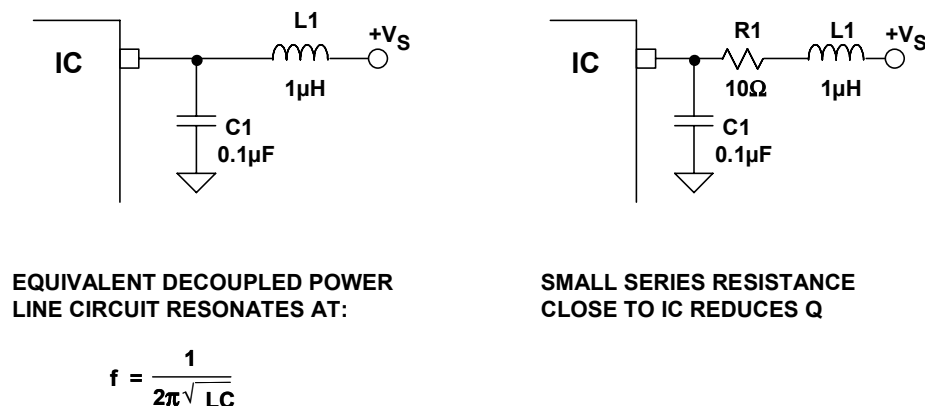 L1
+VS
IC
1µH
C1
0.1µF
R1
L1
+VS
IC
10Ω
1µH
C1
0.1µF
EQUIVALENT DECOUPLED POWER
LINE CIRCUIT RESONATES AT:
f = 1 / 2π√LC
SMALL SERIES RESISTANCE
CLOSE TO IC REDUCES Q